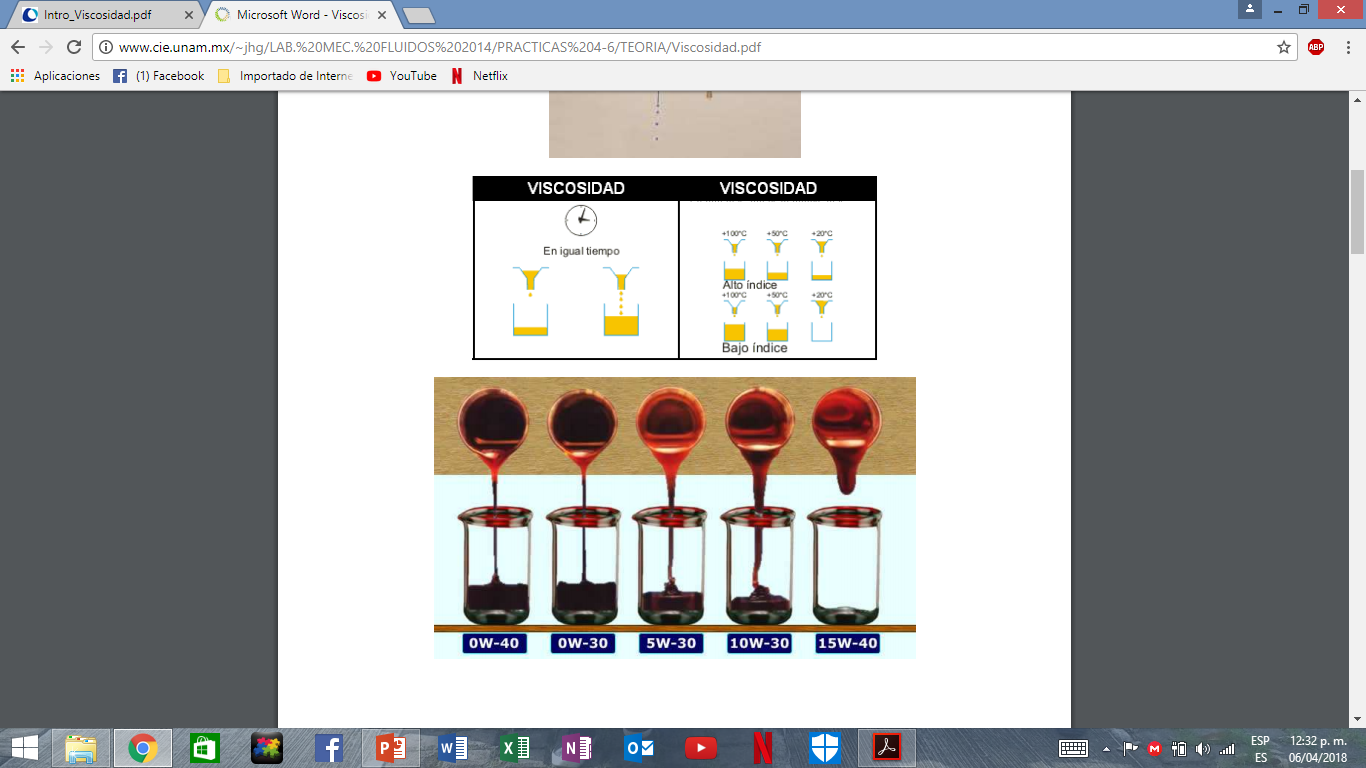 Intro_Viscosidad.pdf
Microsoft Word - Viscosi
www.cie.unam.mx/~jhg/LAB.%20MEC.%20FLUIDOS%202014/PRACTICAS%204-6/TEORIA/Viscosidad.pdf
ABP
Aplicaciones
(1) Facebook
Importado de Interne
YouTube
Netflix
VISCOSIDAD
VISCOSIDAD
En igual tiempo
+100°C +50°C +20°C
Alto índice
+100°C +50°C +20°C
Bajo índice
0W-40 0W-30 5W-30 10W-30 15W-40
ESP
12:32 p. m.
ES
06/04/2018